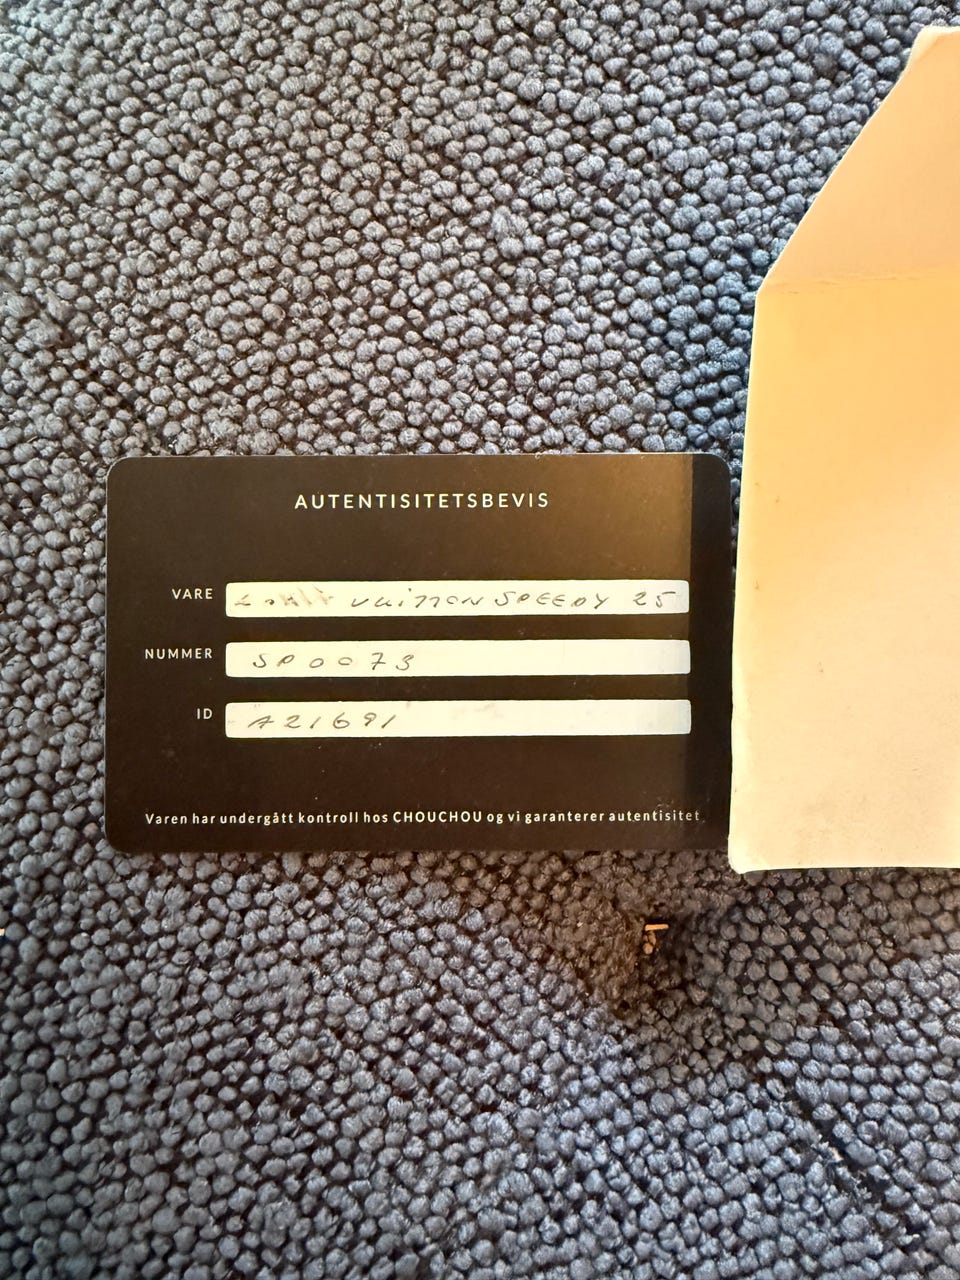 AUTENTISITETSBEVIS
VARE VUITTON SPEEDY 25
NUMMER SP0073
ID A21691
Varen har undergått kontroll hos CHOUCHOU og vi garanterer autentisitet